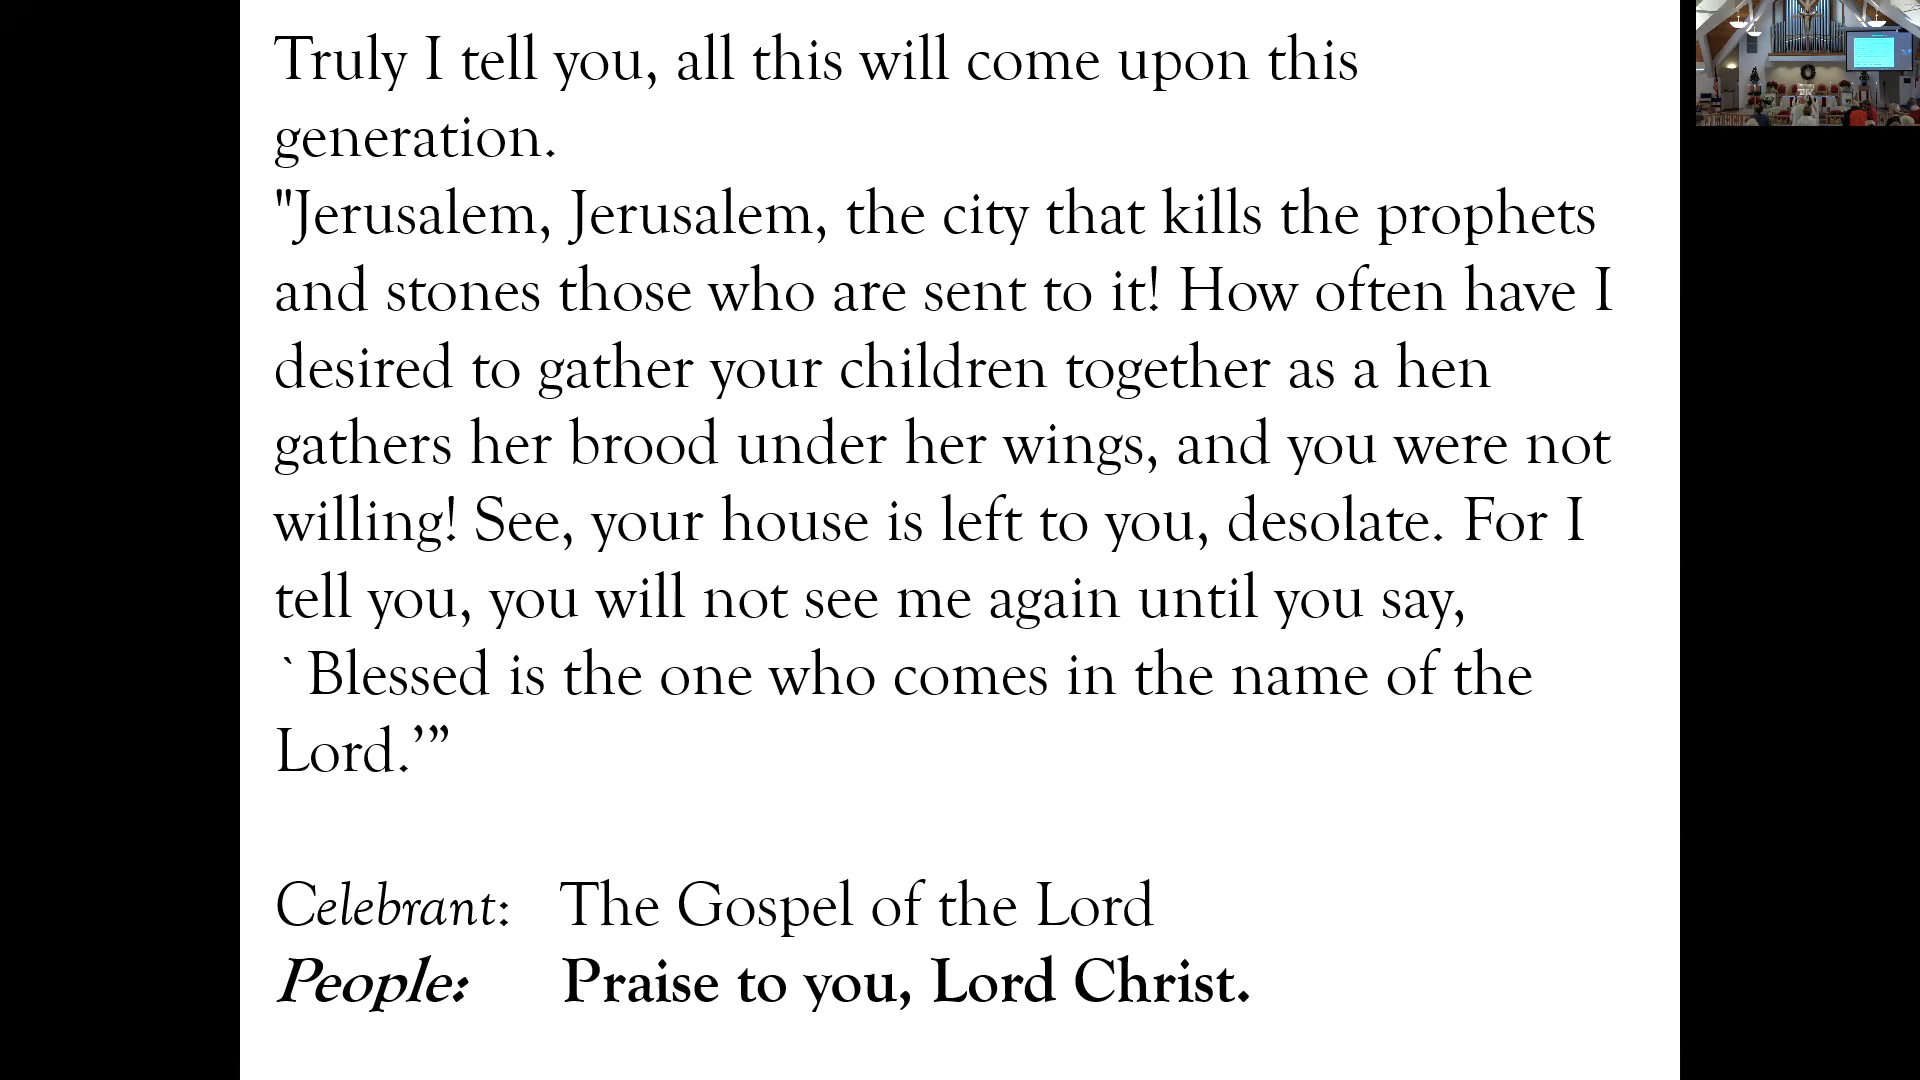 Truly I tell you, all this will come upon this
generation.
"Jerusalem, Jerusalem, the city that kills the prophets
and stones those who are sent to it! How often have I
desired to gather your children together as a hen
gathers her brood under her wings, and you were not
willing! See, your house is left to you, desolate. For I
tell you, you will not see me again until you say,
`Blessed is the one who comes in the name of the
Lord.’”
Celebrant: The Gospel of the Lord
People: Praise to you, Lord Christ.